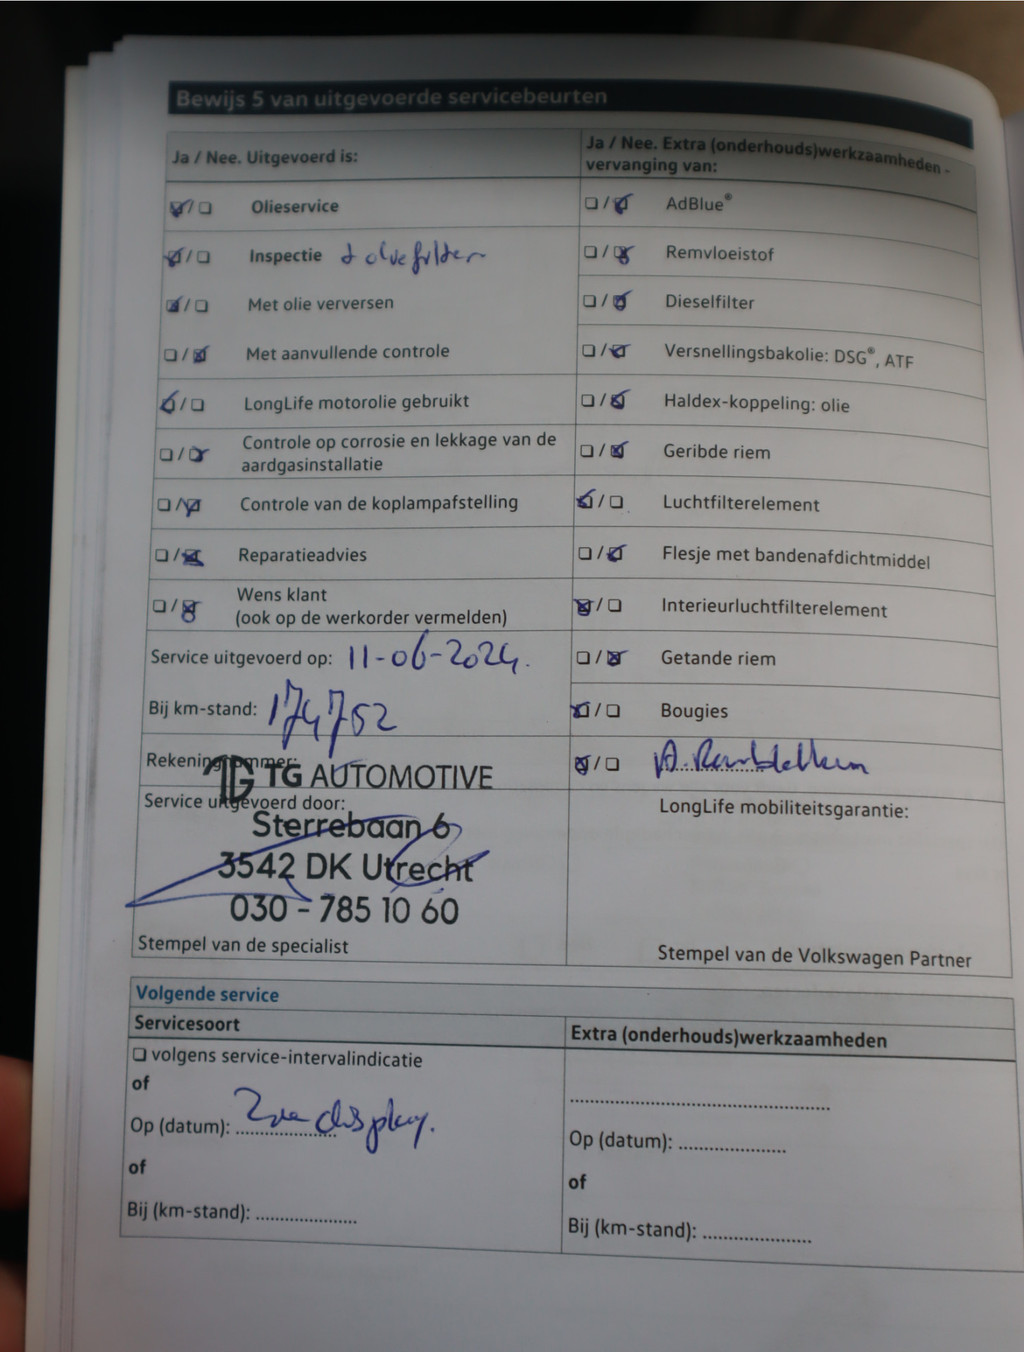 Bewijs 5 van uitgevoerde servicebeurten
Ja / Nee. Uitgevoerd is:
☑/☐ Olieservice
☑/☐ Inspectie + oliefilter
☑/☐ Met olie verversen
☐/☑ Met aanvullende controle
☑/☐ LongLife motorolie gebruikt
☐/☑ Controle op corrosie en lekkage van de
aardgasinstallatie
☐/☑ Controle van de koplampafstelling
☐/☑ Reparatieadvies
☐/☑ Wens klant
(ook op de werkorder vermelden)
Service uitgevoerd op: 11-06-2024.
Bij km-stand: 174752
Rekeningnummer:
TG AUTOMOTIVE
Service uitgevoerd door:
Sterrebaan 6
3542 DK Utrecht
030 - 785 10 60
Stempel van de specialist
Ja / Nee. Extra (onderhouds)werkzaamheden -
vervanging van:
☐/☑ AdBlue®
☐/☑ Remvloeistof
☐/☑ Dieselfilter
☐/☑ Versnellingsbakolie: DSG®, ATF
☐/☑ Haldex-koppeling: olie
☐/☑ Geribde riem
☑/☐ Luchtfilterelement
☐/☑ Flesje met bandenafdichtmiddel
☑/☐ Interieurluchtfilterelement
☐/☑ Getande riem
☑/☐ Bougies
☑/☐ A. Remblokken
LongLife mobiliteitsgarantie:
Stempel van de Volkswagen Partner
Volgende service
Servicesoort
☐ volgens service-intervalindicatie
of
Op (datum): Zie display.
of
Bij (km-stand): ....................
Extra (onderhouds)werkzaamheden
................................................
Op (datum): ....................
of
Bij (km-stand): ....................